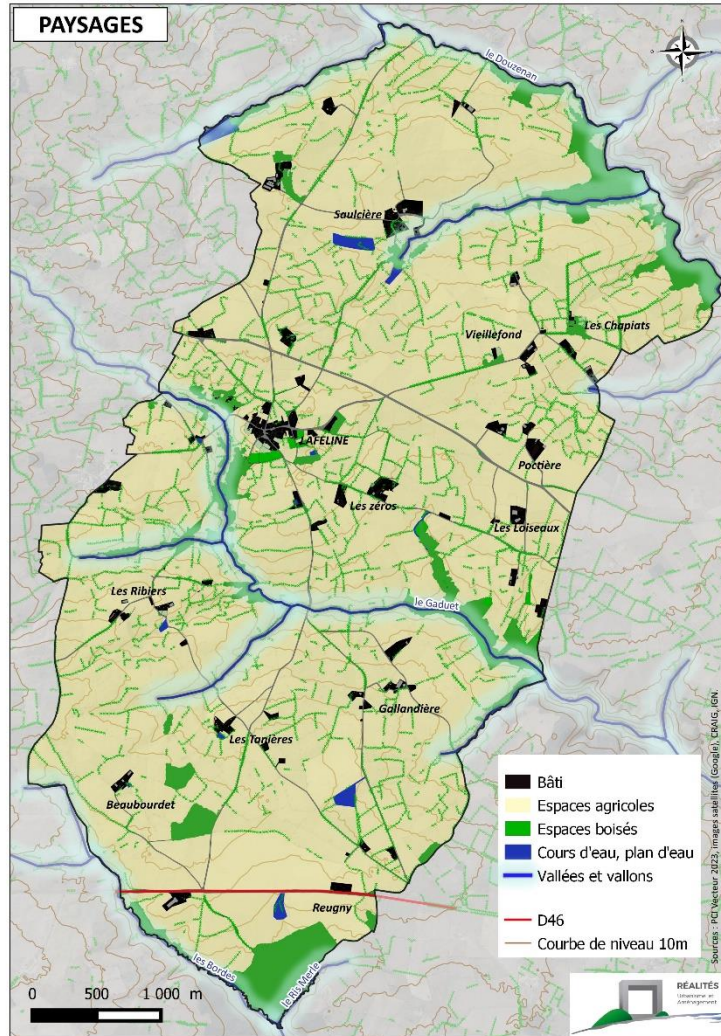 PAYSAGES
le Douzenan
Saulcière
Vieillefond
Les Chapiats
LAFELINE
Poctière
Les zéros
Les Loiseaux
Les Ribiers
le Gaduet
Gallandière
Les Tanières
Beaubourdet
Reugny
les Bordes
le Ris Merle
Bâti
Espaces agricoles
Espaces boisés
Cours d'eau, plan d'eau
Vallées et vallons
D46
Courbe de niveau 10m
0 500 1 000 m
Sources : PCI Vecteur 2023, images satellites (Google), CRAIG, IGN.
RÉALITÉS
Urbanisme et
Aménagement